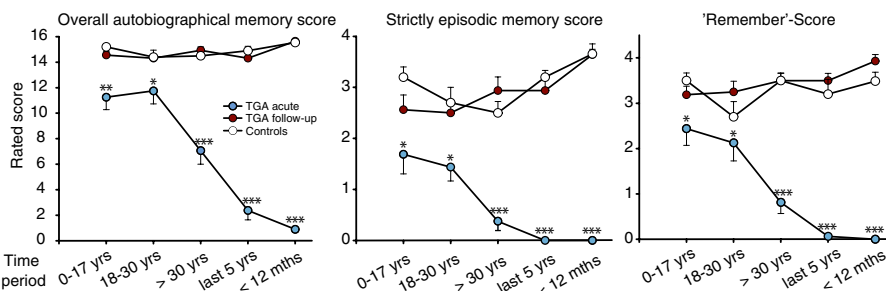 Overall autobiographical memory score
Strictly episodic memory score
'Remember'-Score
Rated score
16
14
12
10
8
6
4
2
0
**
*
***
***
***
TGA acute
TGA follow-up
Controls
4
3
2
1
0
*
*
***
***
***
4
3
2
1
0
*
*
***
***
***
Time
period
0-17 yrs
18-30 yrs
> 30 yrs
last 5 yrs
< 12 mths
0-17 yrs
18-30 yrs
> 30 yrs
last 5 yrs
12 mths
0-17 yrs
18-30 yrs
> 30 yrs
last 5 yrs
< 12 mths